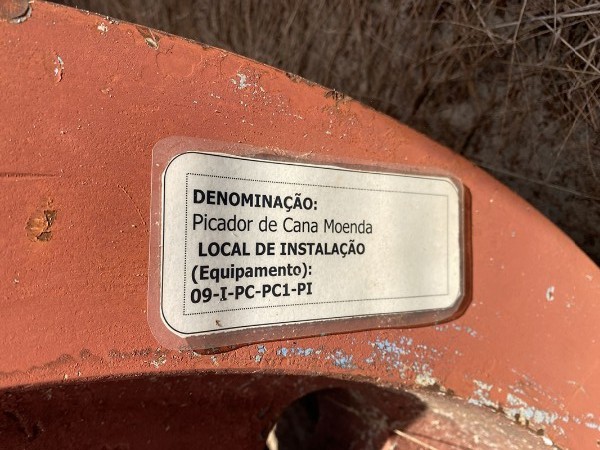 DENOMINAÇÃO:
Picador de Cana Moenda
LOCAL DE INSTALAÇÃO
(Equipamento):
09-I-PC-PC1-PI